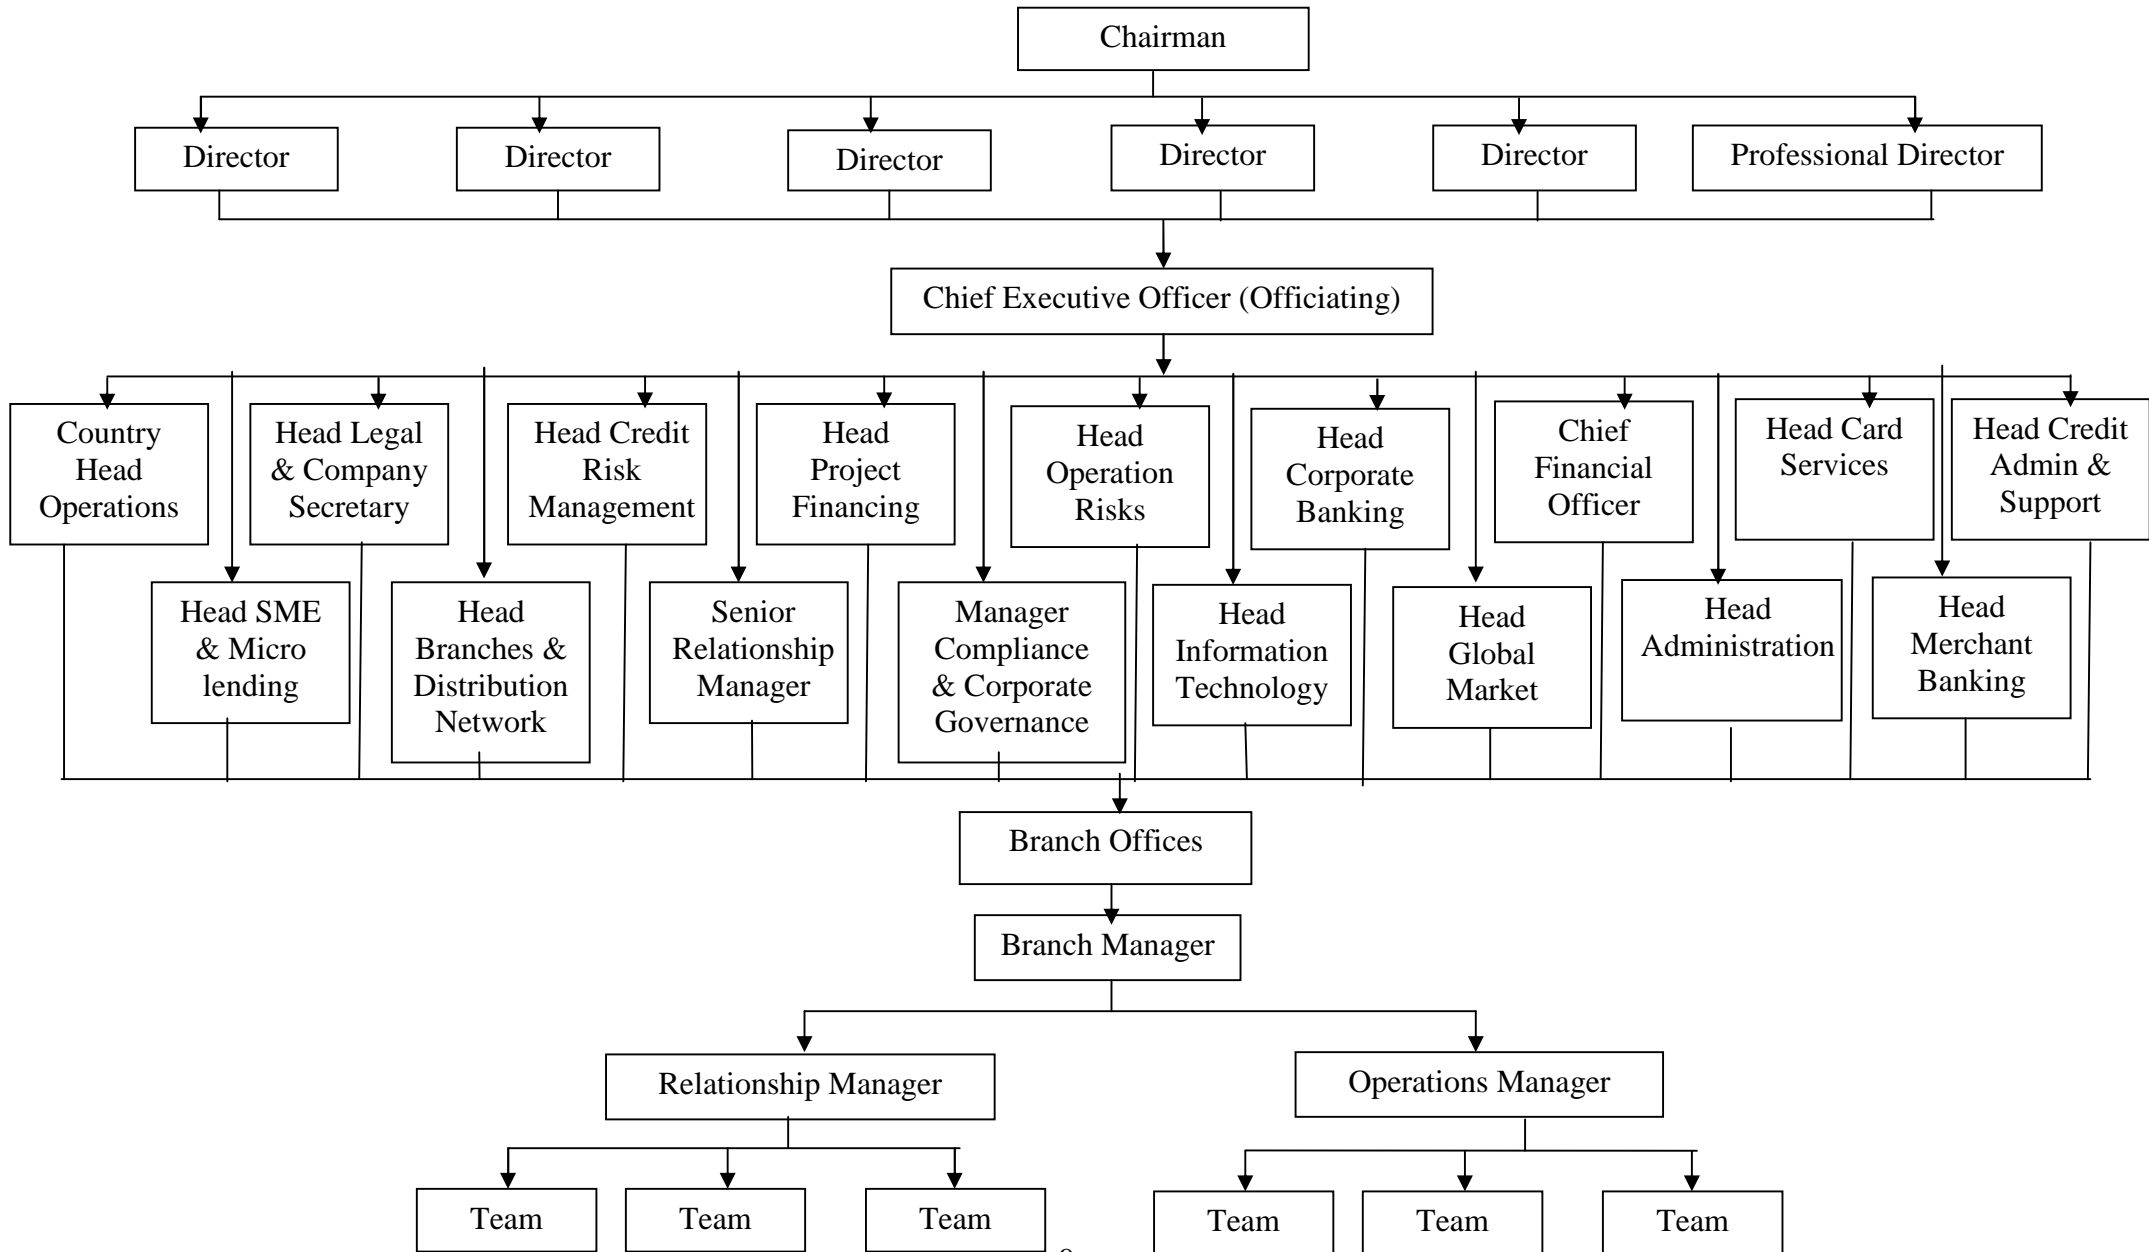 Chairman
Director
Director
Director
Director
Director
Professional Director
Chief Executive Officer (Officiating)
Country
Head
Operations
Head Legal
& Company
Secretary
Head Credit
Risk
Management
Head
Project
Financing
Head
Operation
Risks
Head
Corporate
Banking
Chief
Financial
Officer
Head Card
Services
Head Credit
Admin &
Support
Head SME
& Micro
lending
Head
Branches &
Distribution
Network
Senior
Relationship
Manager
Manager
Compliance
& Corporate
Governance
Head
Information
Technology
Head
Global
Market
Head
Administration
Head
Merchant
Banking
Branch Offices
Branch Manager
Relationship Manager
Operations Manager
Team
Team
Team
Team
Team
Team